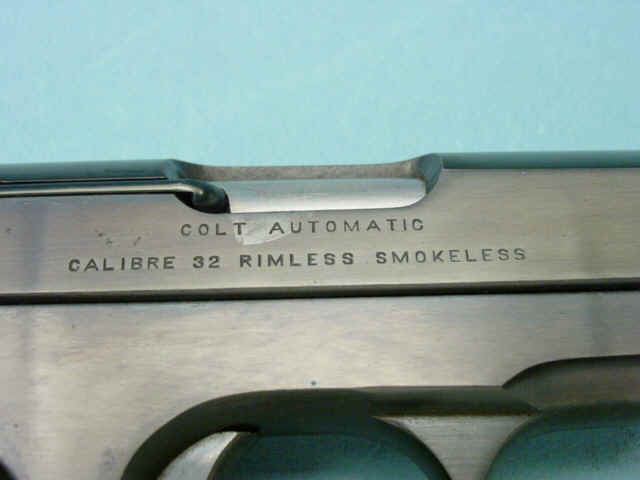 COLT AUTOMATIC
CALIBRE 32 RIMLESS SMOKELESS